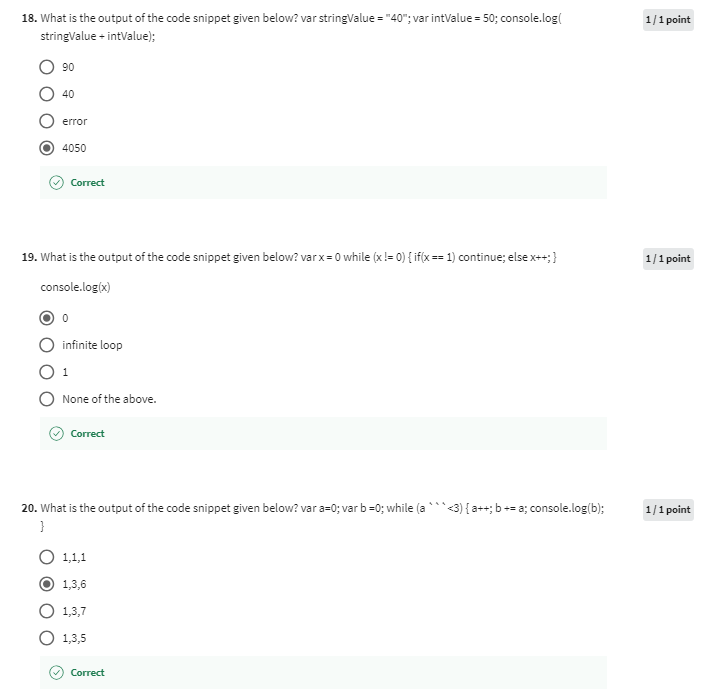 18. What is the output of the code snippet given below? var stringValue = "40"; var intValue = 50; console.log(
1 / 1 point
stringValue + intValue);
90
40
error
4050
Correct
19. What is the output of the code snippet given below? var x = 0 while (x != 0) { if(x == 1) continue; else x++; }
1 / 1 point
console.log(x)
0
infinite loop
1
None of the above.
Correct
20. What is the output of the code snippet given below? var a=0; var b =0; while (a ```<3) { a++; b += a; console.log(b);
1 / 1 point
}
1,1,1
1,3,6
1,3,7
1,3,5
Correct